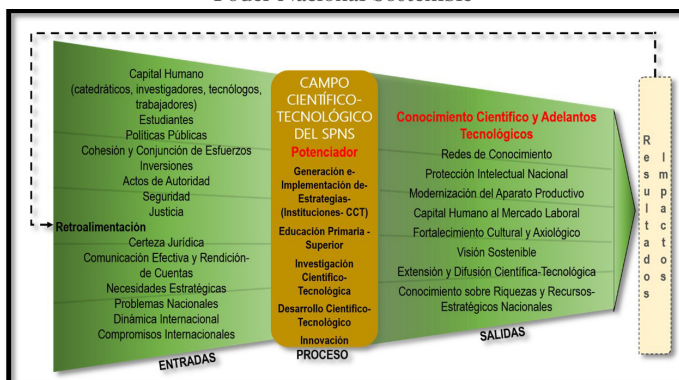 Poder Nacional Sostenible
Capital Humano
(catedráticos, investigadores, tecnólogos,
trabajadores)
Estudiantes
Políticas Públicas
Cohesión y Conjunción de Esfuerzos
Inversiones
Actos de Autoridad
Seguridad
Justicia
Retroalimentación
Certeza Jurídica
Comunicación Efectiva y Rendición-
de Cuentas
Necesidades Estratégicas
Problemas Nacionales
Dinámica Internacional
Compromisos Internacionales
ENTRADAS
CAMPO
CIENTÍFICO-
TECNOLÓGICO
DEL SPNS
Potenciador
Generación e-
Implementación de-
Estrategias-
(Instituciones- CCT)
Educación Primaria -
Superior
Investigación
Científico-
Tecnológica
Desarrollo Científico-
Tecnológico
Innovación
PROCESO
Conocimiento Científico y Adelantos
Tecnológicos
Redes de Conocimiento
Protección Intelectual Nacional
Modernización del Aparato Productivo
Capital Humano al Mercado Laboral
Fortalecimiento Cultural y Axiológico
Visión Sostenible
Extensión y Difusión Científica-Tecnológica
Conocimiento sobre Riquezas y Recursos-
Estratégicos Nacionales
SALIDAS
Resultados
Impactos